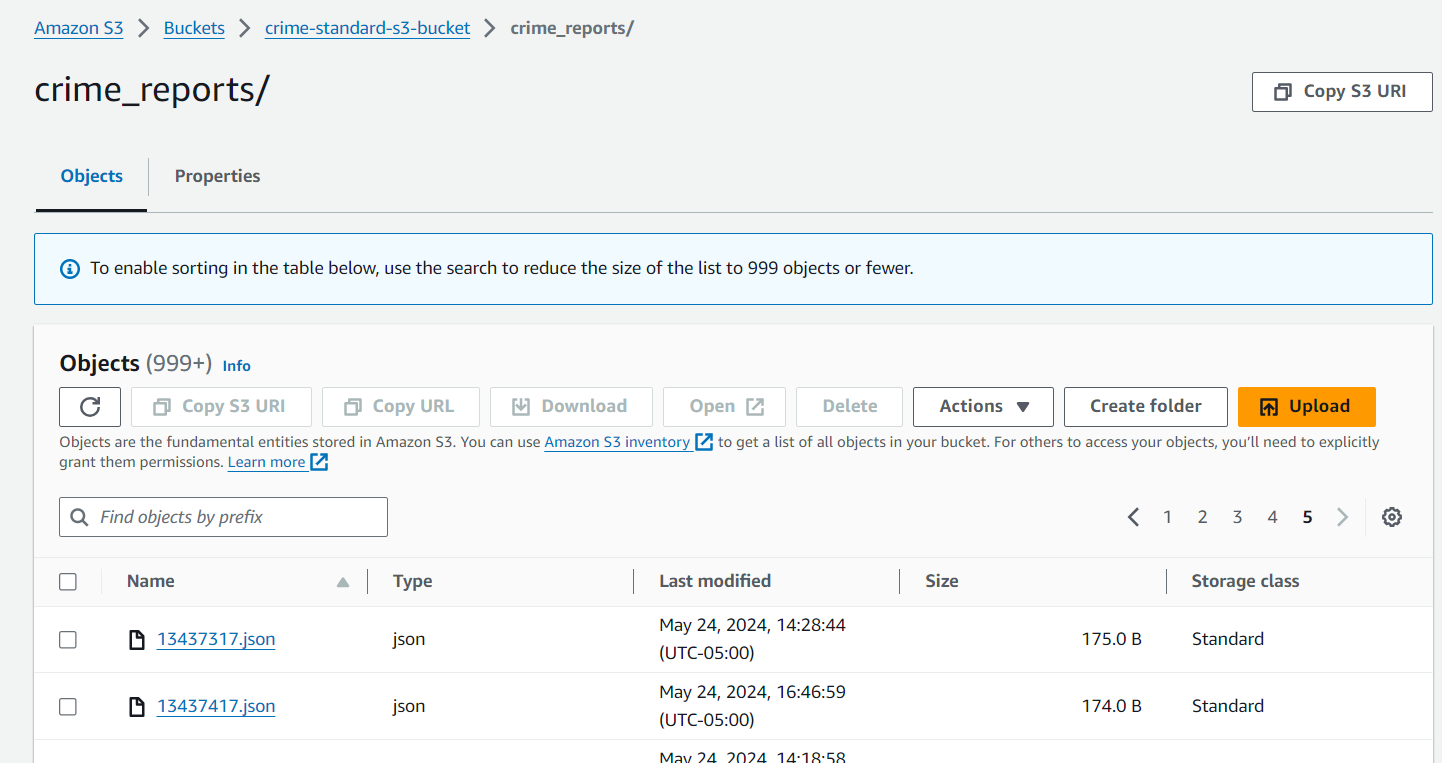 Amazon S3 > Buckets > crime-standard-s3-bucket > crime_reports/
crime_reports/
Copy S3 URI
Objects
Properties
To enable sorting in the table below, use the search to reduce the size of the list to 999 objects or fewer.
Objects (999+) Info
Copy S3 URI
Copy URL
Download
Open
Delete
Actions
Create folder
Upload
Objects are the fundamental entities stored in Amazon S3. You can use Amazon S3 inventory to get a list of all objects in your bucket. For others to access your objects, you'll need to explicitly
grant them permissions. Learn more
Find objects by prefix
1 2 3 4 5
Name Type Last modified Size Storage class
13437317.json json May 24, 2024, 14:28:44 175.0 B Standard
(UTC-05:00)
13437417.json json May 24, 2024, 16:46:59 174.0 B Standard
(UTC-05:00)
May 24, 2024, 14:18:58